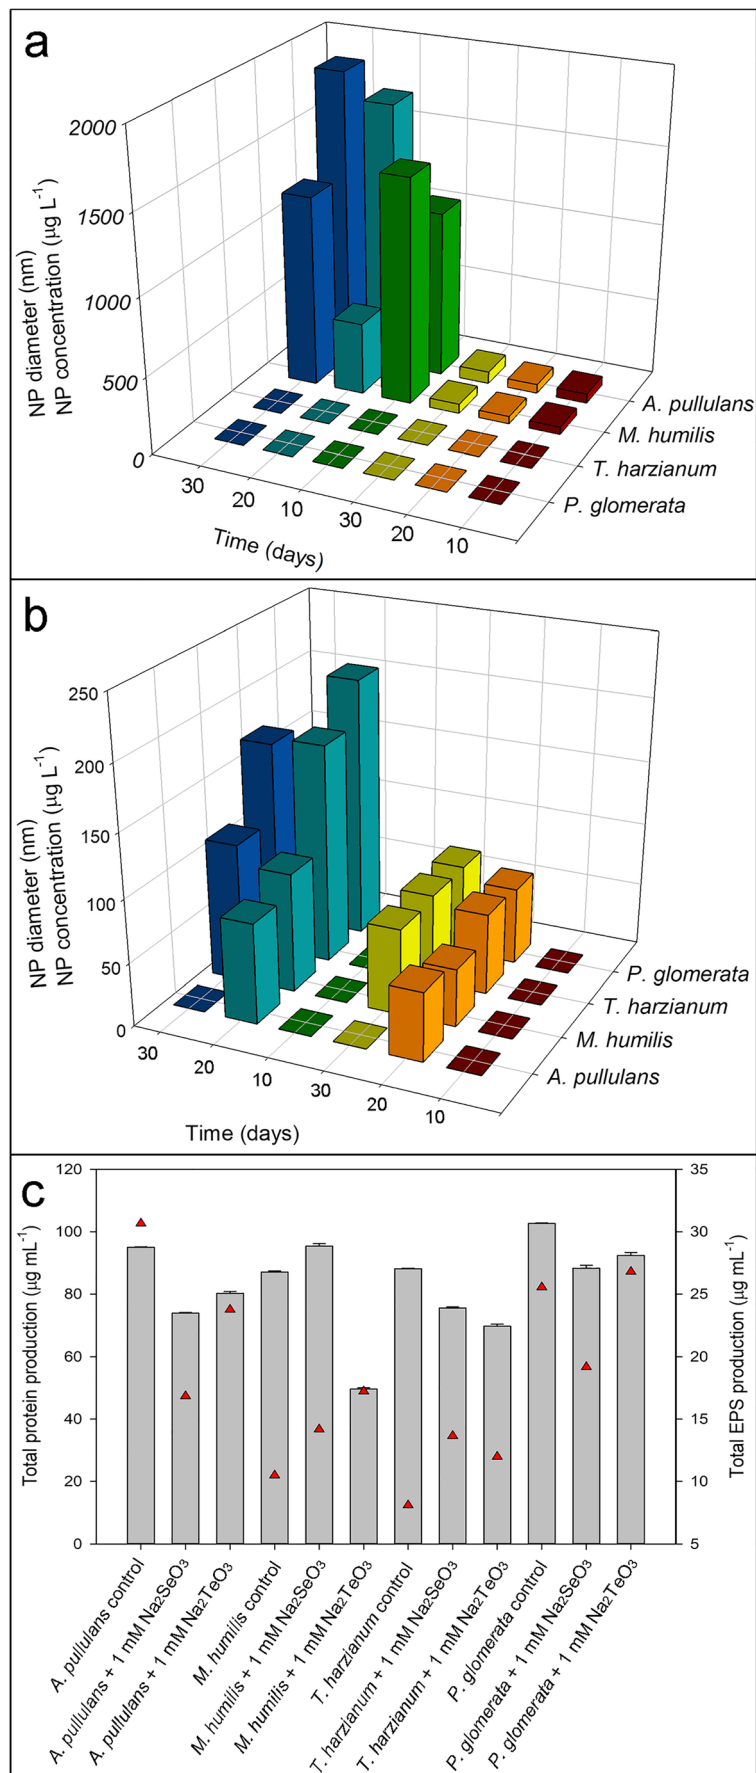 a
NP diameter (nm)
NP concentration (µg L-1)
2000
1500
1000
500
0
30
20
10
30
20
10
Time (days)
A. pullulans
M. humilis
T. harzianum
P. glomerata
b
NP diameter (nm)
NP concentration (µg L-1)
250
200
150
100
50
0
30
20
10
30
20
10
Time (days)
P. glomerata
T. harzianum
M. humilis
A. pullulans
c
Total protein production (µg mL-1)
120
100
80
60
40
20
0
35
30
25
20
15
10
5
Total EPS production (µg mL-1)
A. pullulans control
A. pullulans + 1 mM Na2SeO3
A. pullulans + 1 mM Na2TeO3
M. humilis control
M. humilis + 1 mM Na2SeO3
M. humilis + 1 mM Na2TeO3
T. harzianum control
T. harzianum + 1 mM Na2SeO3
T. harzianum + 1 mM Na2TeO3
P. glomerata control
P. glomerata + 1 mM Na2SeO3
P. glomerata + 1 mM Na2TeO3